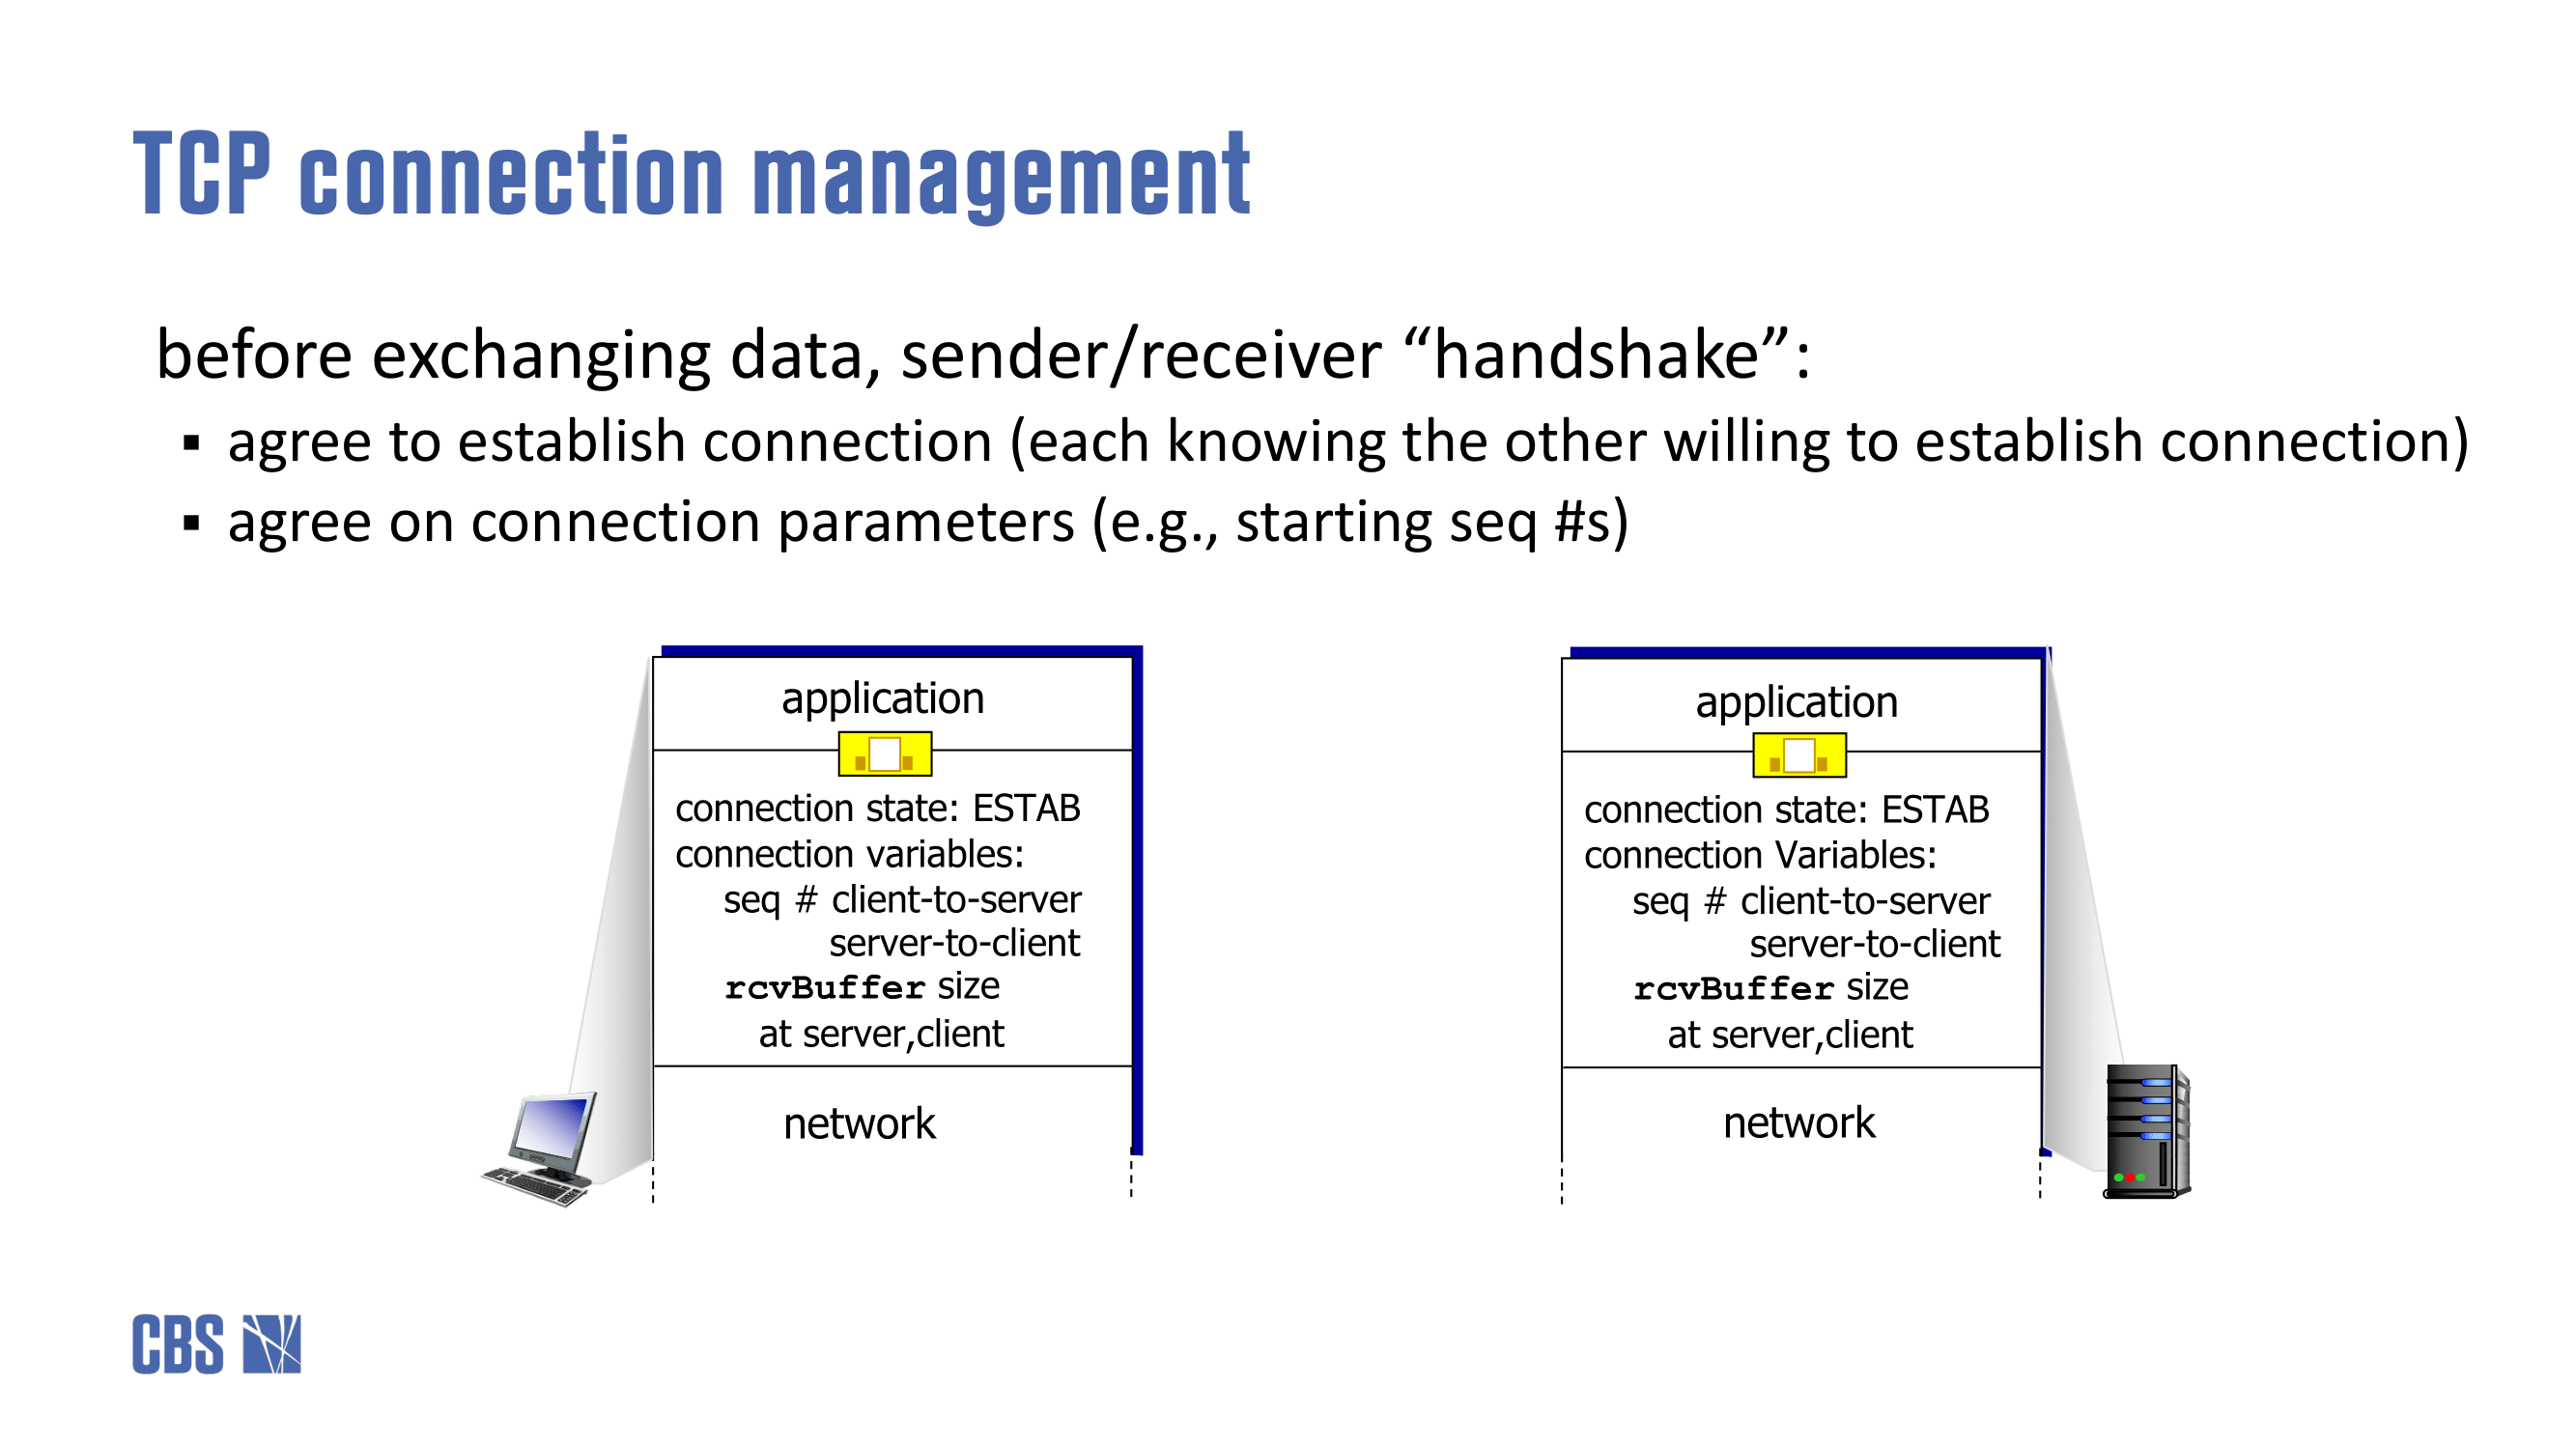 TCP connection management
before exchanging data, sender/receiver “handshake”:
▪ agree to establish connection (each knowing the other willing to establish connection)
▪ agree on connection parameters (e.g., starting seq #s)
application
connection state: ESTAB
connection variables:
seq # client-to-server
server-to-client
rcvBuffer size
at server,client
network
application
connection state: ESTAB
connection Variables:
seq # client-to-server
server-to-client
rcvBuffer size
at server,client
network
CBS